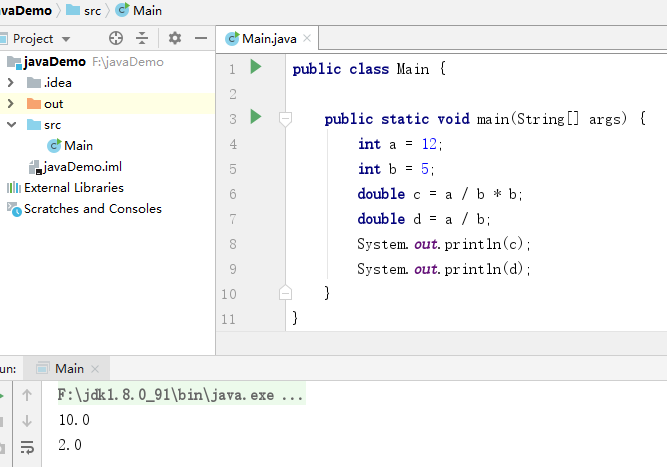 javaDemo src Main
Project
Main.java
javaDemo F:\javaDemo
.idea
out
src
Main
javaDemo.iml
External Libraries
Scratches and Consoles
1 public class Main {
2
3 public static void main(String[] args) {
4 int a = 12;
5 int b = 5;
6 double c = a / b * b;
7 double d = a / b;
8 System.out.println(c);
9 System.out.println(d);
10 }
11 }
un: Main
F:\jdk1.8.0_91\bin\java.exe ...
10.0
2.0